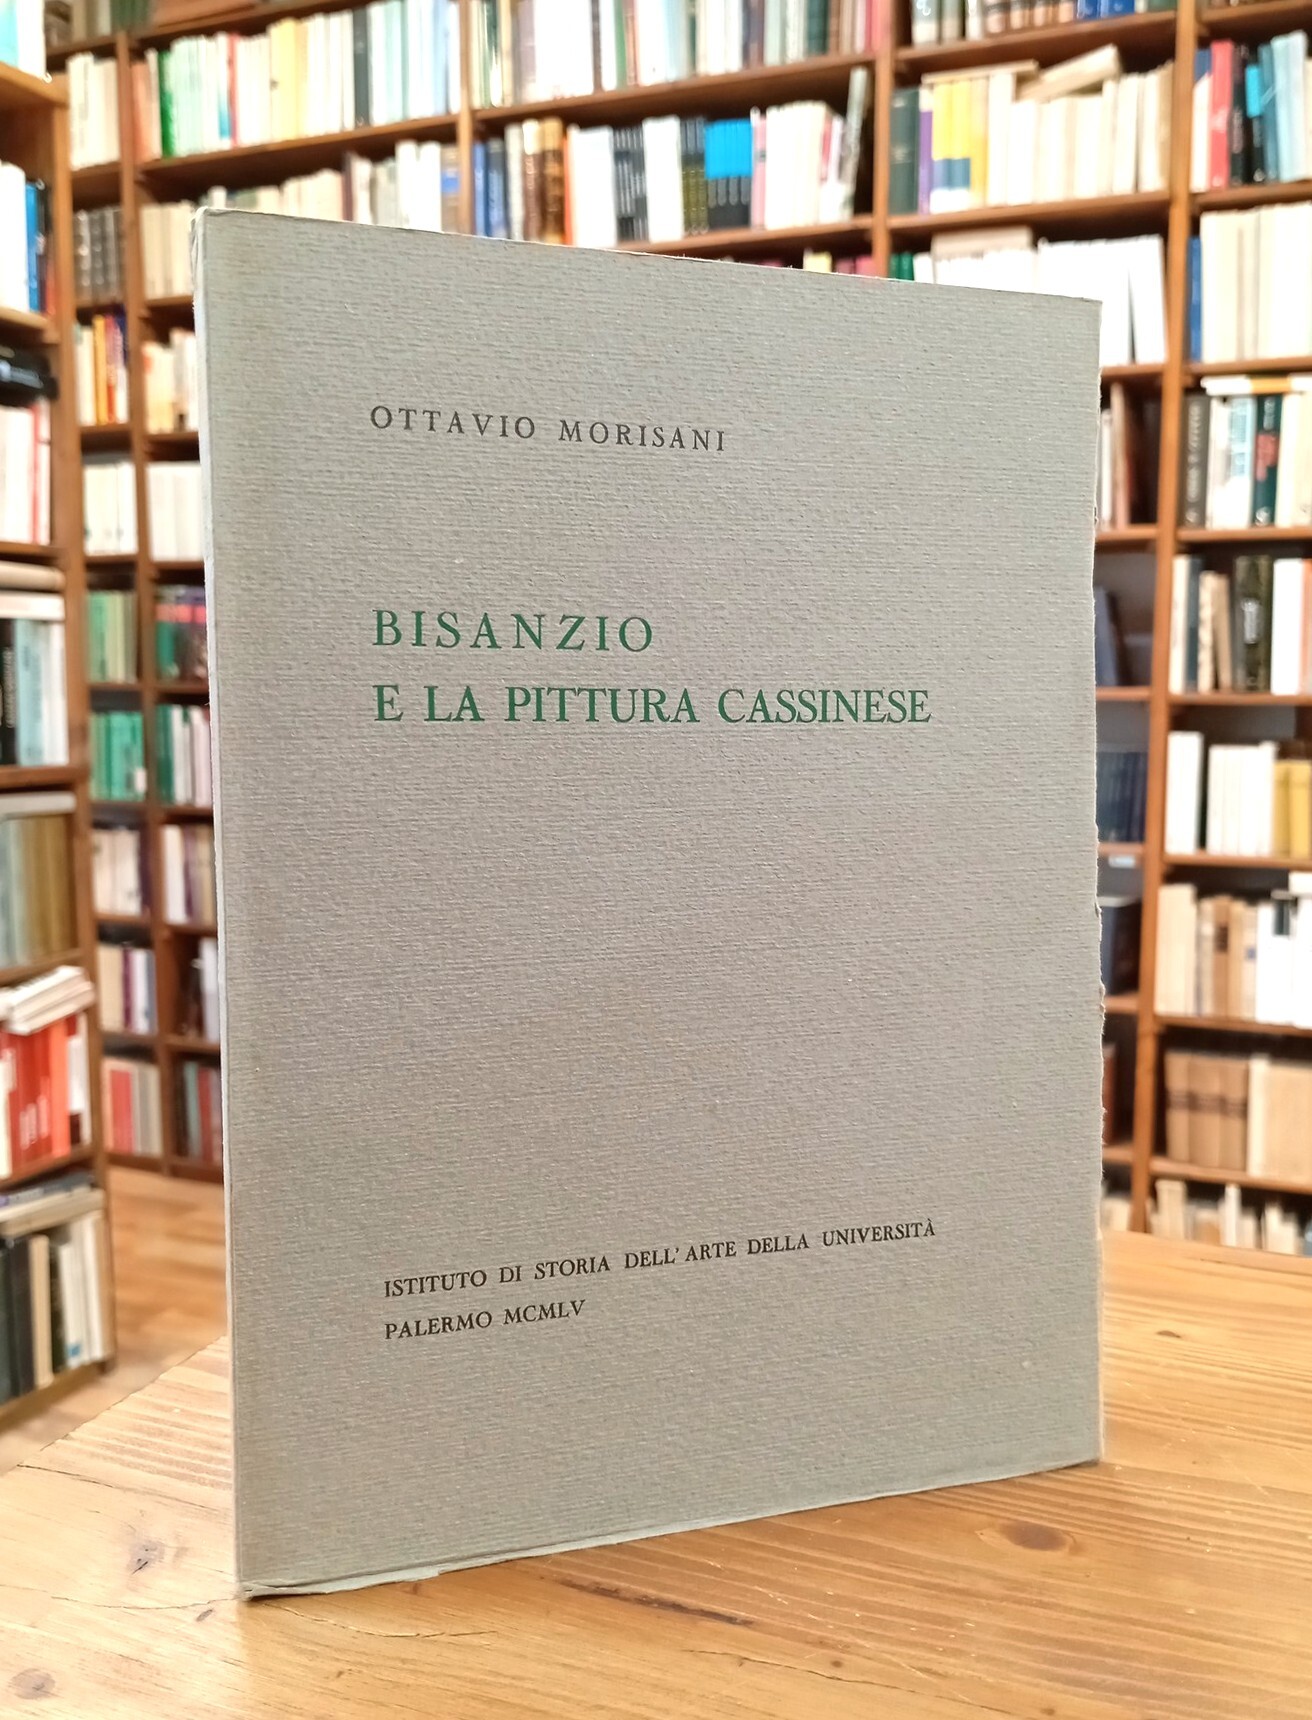 OTTAVIO MORISANI
BISANZIO
E LA PITTURA CASSINESE
ISTITUTO DI STORIA DELL'ARTE DELLA UNIVERSITÀ
PALERMO MCMLV